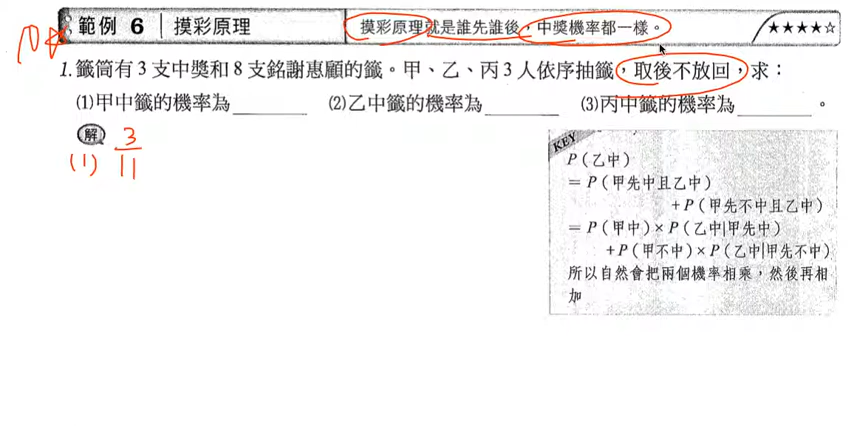 範例 6 摸彩原理 摸彩原理就是誰先誰後，中獎機率都一樣。 ★★★★☆
1. 籤筒有 3 支中獎和 8 支銘謝惠顧的籤。甲、乙、丙 3 人依序抽籤，取後不放回，求：
(1)甲中籤的機率為______ (2)乙中籤的機率為______ (3)丙中籤的機率為______。
解
(1) 3/11
KEY
P（乙中）
= P（甲先中且乙中）
+P（甲先不中且乙中）
= P（甲中）×P（乙中|甲先中）
+P（甲不中）×P（乙中|甲先不中）
所以自然會把兩個機率相乘，然後再相
加